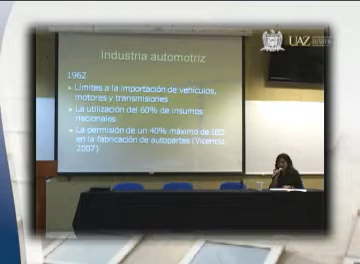 UAZ
Industria automotriz
1962
Límites a la importación de vehículos,
motores y transmisiones
La utilización del 60% de insumos
nacionales
La permisión de un 40% máximo de IED
en la fabricación de autopartes (Vicencio,
2007)